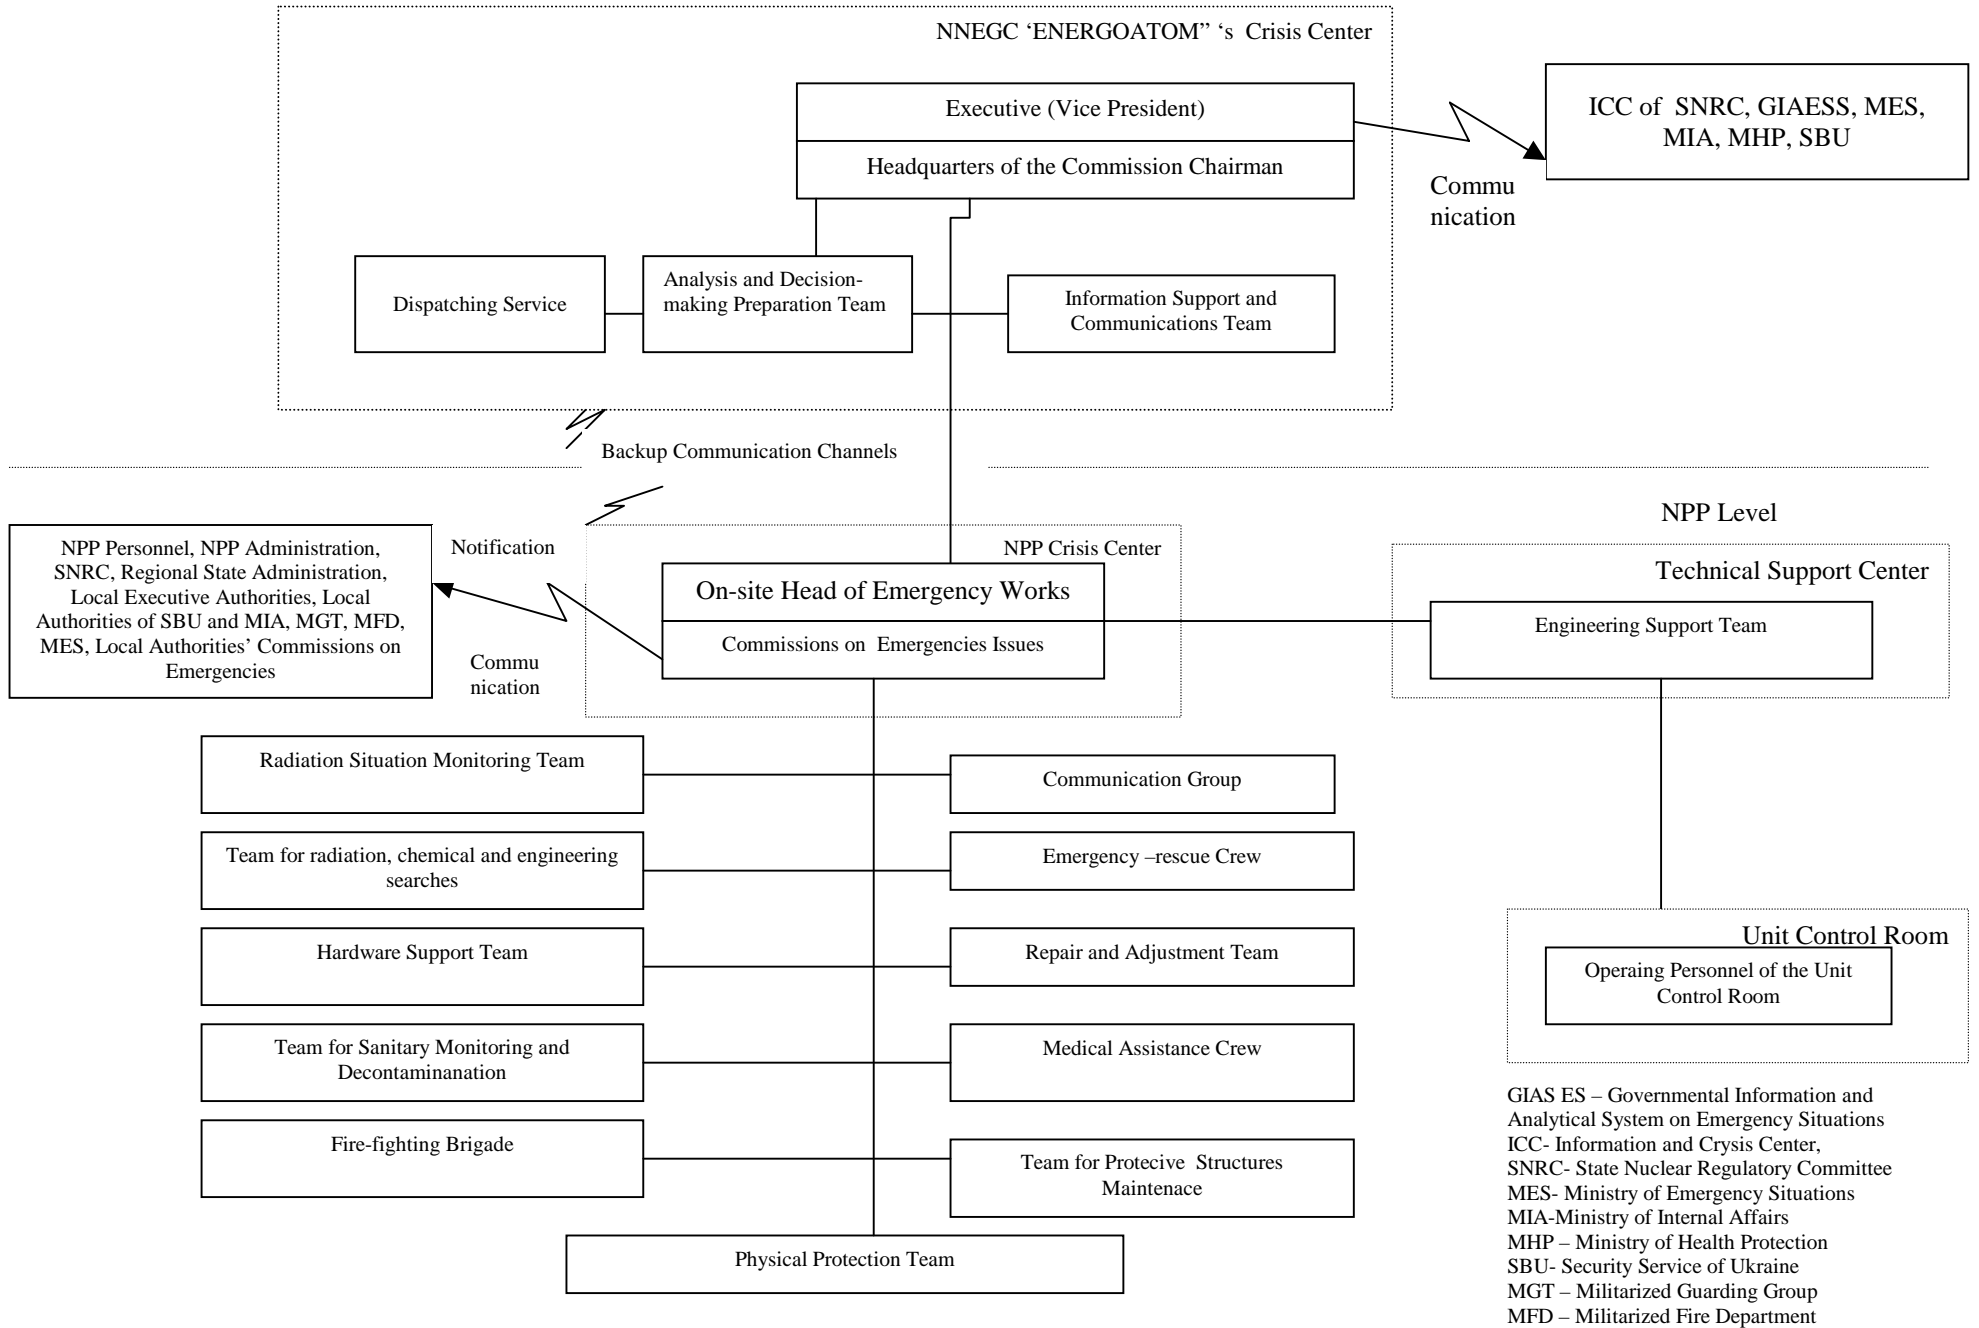 NNEGC ‘ENERGOATOM” ‘s Crisis Center
Executive (Vice President)
Headquarters of the Commission Chairman
ICC of SNRC, GIAESS, MES,
MIA, MHP, SBU
Commu
nication
Dispatching Service
Analysis and Decision-
making Preparation Team
Information Support and
Communications Team
Backup Communication Channels
NPP Level
NPP Personnel, NPP Administration,
SNRC, Regional State Administration,
Local Executive Authorities, Local
Authorities of SBU and MIA, MGT, MFD,
MES, Local Authorities’ Commissions on
Emergencies
Notification
Commu
nication
NPP Crisis Center
On-site Head of Emergency Works
Commissions on Emergencies Issues
Technical Support Center
Engineering Support Team
Radiation Situation Monitoring Team
Communication Group
Team for radiation, chemical and engineering
searches
Emergency –rescue Crew
Hardware Support Team
Repair and Adjustment Team
Team for Sanitary Monitoring and
Decontaminanation
Medical Assistance Crew
Fire-fighting Brigade
Team for Protecive Structures
Maintenace
Physical Protection Team
Unit Control Room
Operaing Personnel of the Unit
Control Room
GIAS ES – Governmental Information and
Analytical System on Emergency Situations
ICC- Information and Crysis Center,
SNRC- State Nuclear Regulatory Committee
MES- Ministry of Emergency Situations
MIA-Ministry of Internal Affairs
MHP – Ministry of Health Protection
SBU- Security Service of Ukraine
MGT – Militarized Guarding Group
MFD – Militarized Fire Department